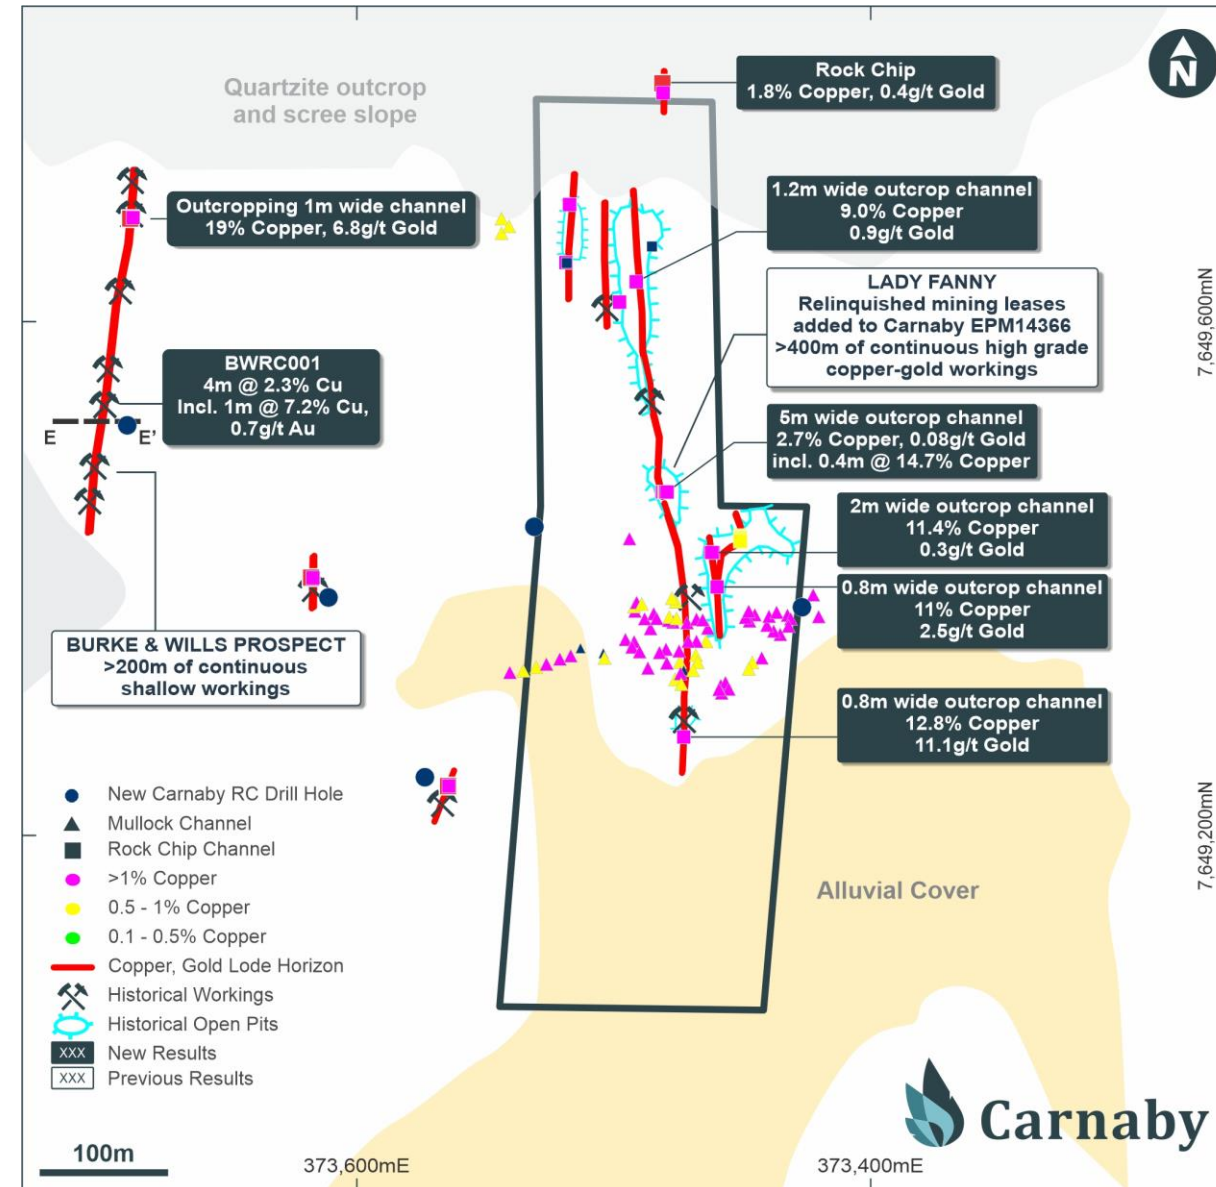 Quartzite outcrop
and scree slope
Rock Chip
1.8% Copper, 0.4g/t Gold
N
Outcropping 1m wide channel
19% Copper, 6.8g/t Gold
1.2m wide outcrop channel
9.0% Copper
0.9g/t Gold
LADY FANNY
Relinquished mining leases
added to Carnaby EPM14366
>400m of continuous high grade
copper-gold workings
7,649,600mN
BWRC001
4m @ 2.3% Cu
Incl. 1m @ 7.2% Cu,
0.7g/t Au
E
E'
5m wide outcrop channel
2.7% Copper, 0.08g/t Gold
incl. 0.4m @ 14.7% Copper
2m wide outcrop channel
11.4% Copper
0.3g/t Gold
0.8m wide outcrop channel
11% Copper
2.5g/t Gold
BURKE & WILLS PROSPECT
>200m of continuous
shallow workings
0.8m wide outcrop channel
12.8% Copper
11.1g/t Gold
7,649,200mN
New Carnaby RC Drill Hole
Mullock Channel
Rock Chip Channel
>1% Copper
0.5 - 1% Copper
0.1 - 0.5% Copper
Copper, Gold Lode Horizon
Historical Workings
Historical Open Pits
XXX New Results
XXX Previous Results
Alluvial Cover
100m
373,600mE
373,400mE
Carnaby